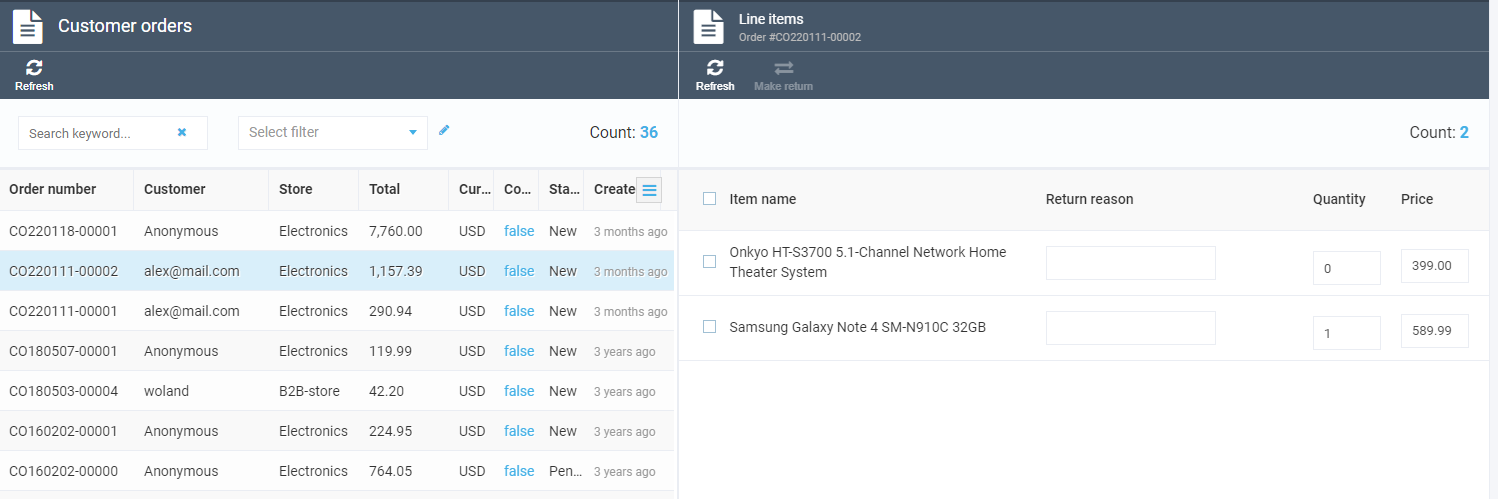 Customer orders
Refresh
Search keyword...
Select filter
Count: 36
Order number Customer Store Total Cur... Co... Sta... Create
CO220118-00001 Anonymous Electronics 7,760.00 USD false New 3 months ago
CO220111-00002 alex@mail.com Electronics 1,157.39 USD false New 3 months ago
CO220111-00001 alex@mail.com Electronics 290.94 USD false New 3 months ago
CO180507-00001 Anonymous Electronics 119.99 USD false New 3 years ago
CO180503-00004 woland B2B-store 42.20 USD false New 3 years ago
CO160202-00001 Anonymous Electronics 224.95 USD false New 3 years ago
CO160202-00000 Anonymous Electronics 764.05 USD false Pen... 3 years ago
Line items
Order #CO220111-00002
Refresh Make return
Count: 2
Item name Return reason Quantity Price
Onkyo HT-S3700 5.1-Channel Network Home
Theater System
0 399.00
Samsung Galaxy Note 4 SM-N910C 32GB 1 589.99